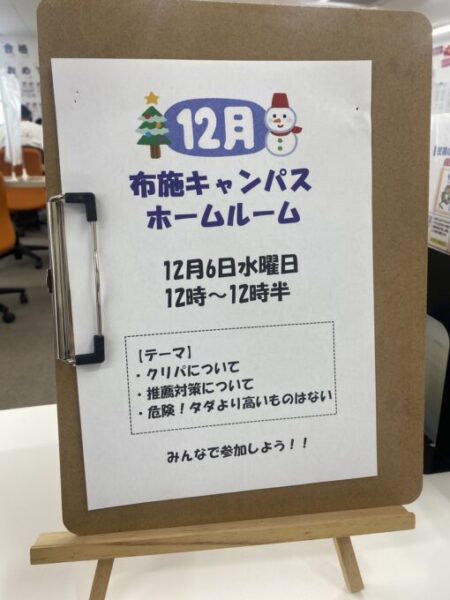 12月
布施キャンパス
ホームルーム
12月6日水曜日
12時～12時半
【テーマ】
・クリパについて
・推薦対策について
・危険！タダより高いものはない
みんなで参加しよう！！
合格